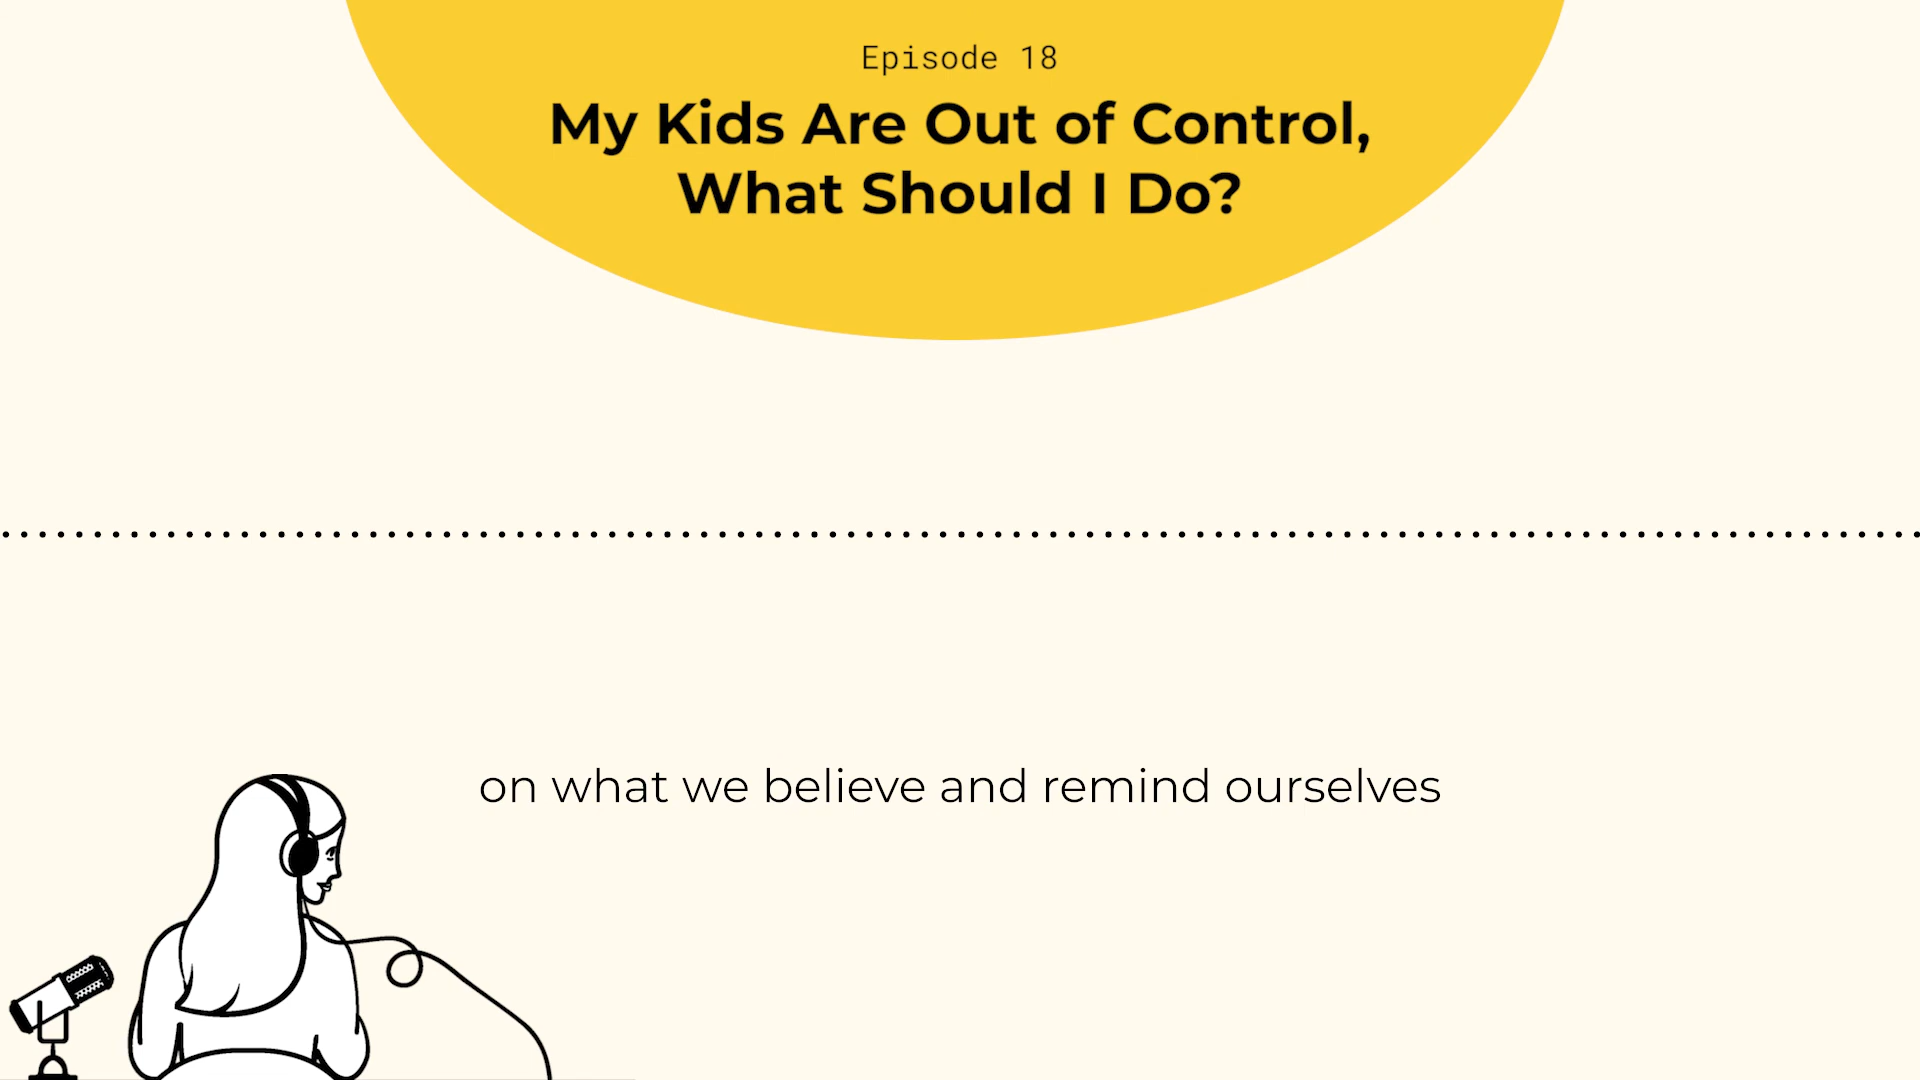 Episode 18
My Kids Are Out of Control,
What Should I Do?
on what we believe and remind ourselves